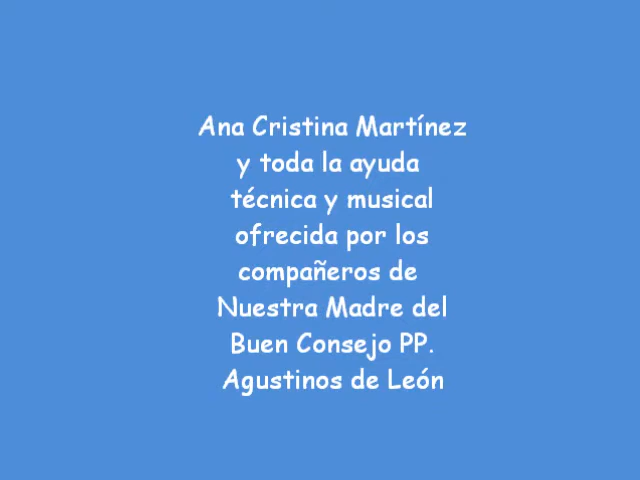 Ana Cristina Martínez
y toda la ayuda
técnica y musical
ofrecida por los
compañeros de
Nuestra Madre del
Buen Consejo PP.
Agustinos de León